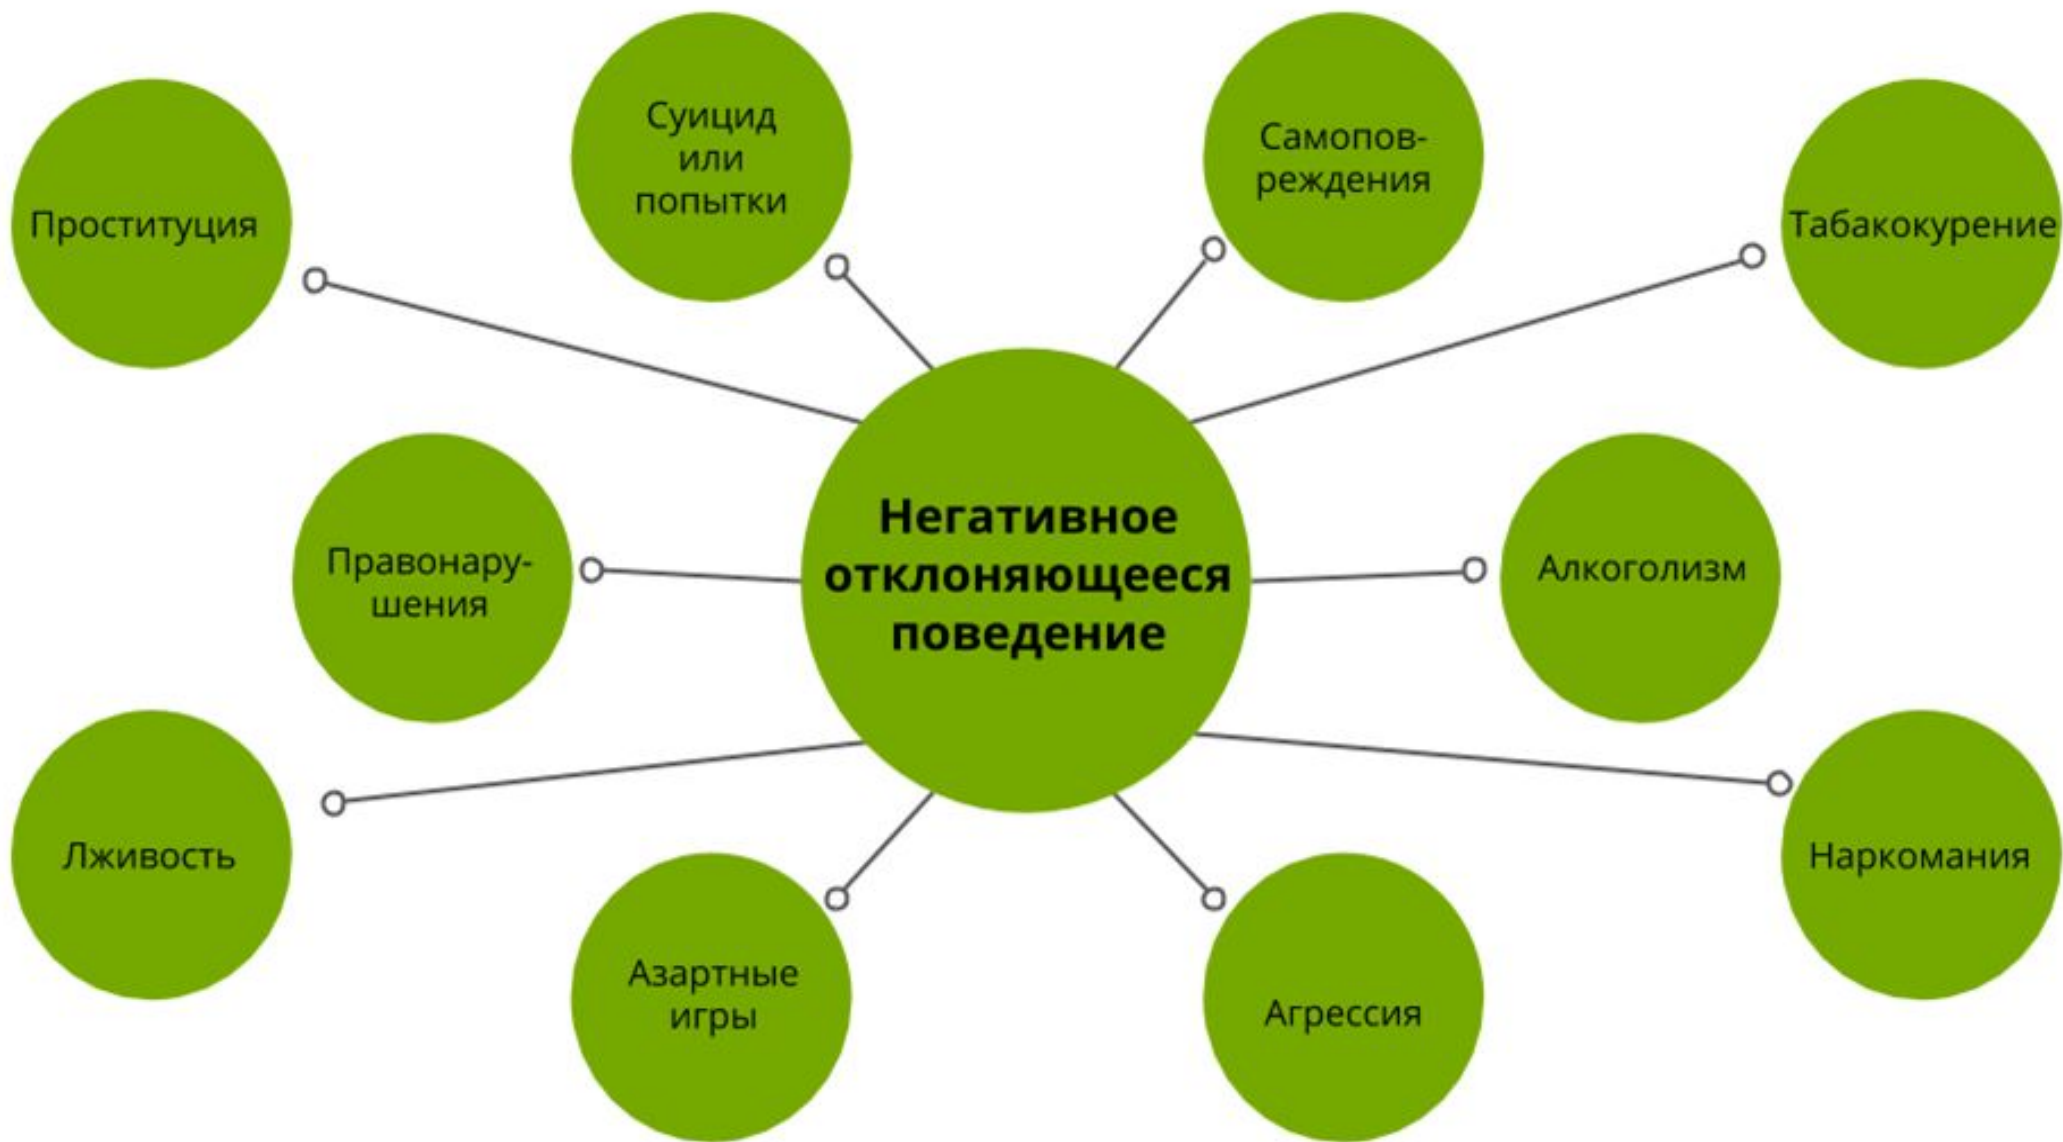 Суицид
или
попытки
Самопов-
реждения
Проституция
Табакокурение
Негативное
отклоняющееся
поведение
Правонару-
шения
Алкоголизм
Лживость
Наркомания
Азартные
игры
Агрессия